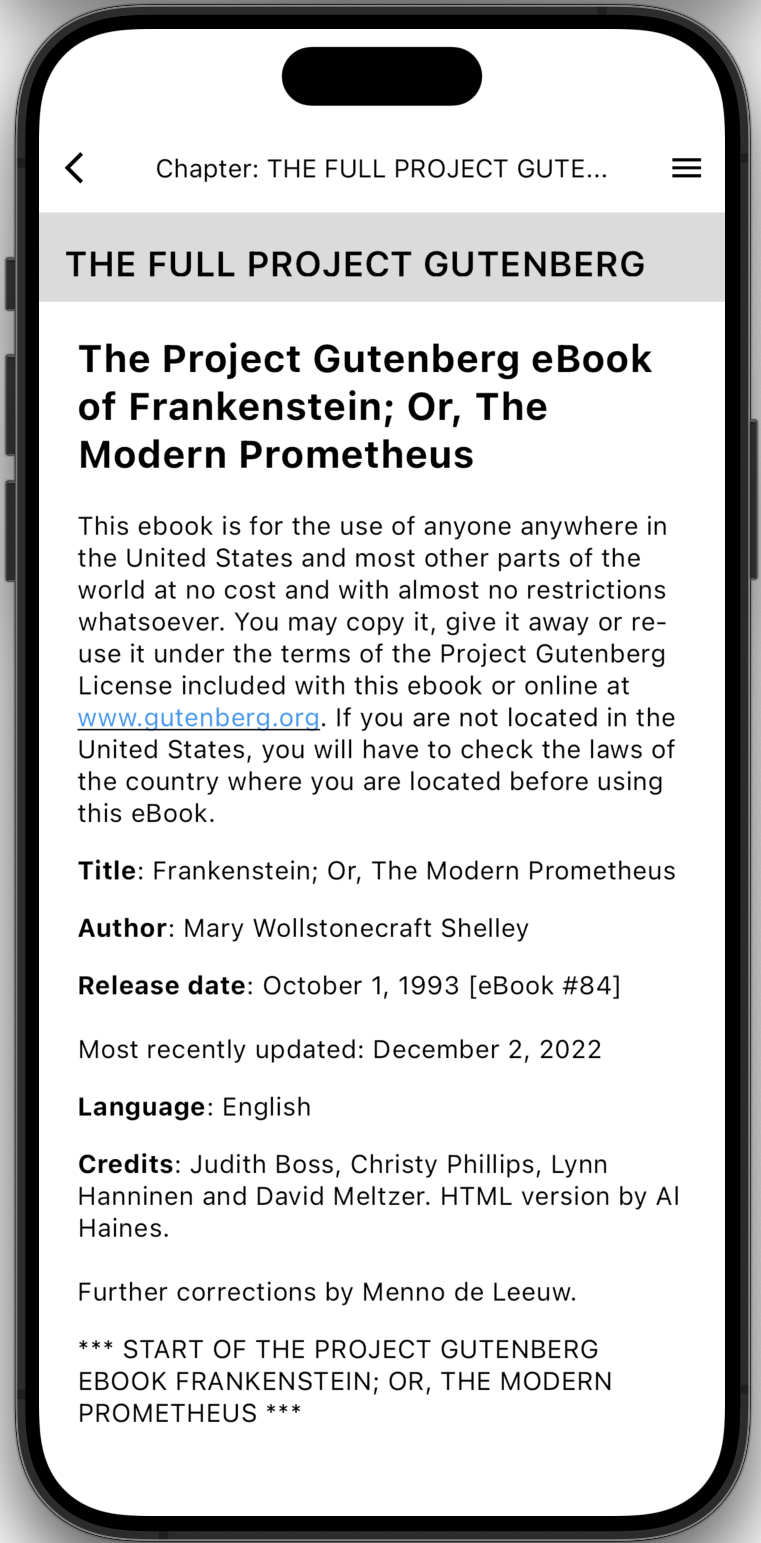 Chapter: THE FULL PROJECT GUTE...
THE FULL PROJECT GUTENBERG
The Project Gutenberg eBook
of Frankenstein; Or, The
Modern Prometheus
This ebook is for the use of anyone anywhere in
the United States and most other parts of the
world at no cost and with almost no restrictions
whatsoever. You may copy it, give it away or re-
use it under the terms of the Project Gutenberg
License included with this ebook or online at
www.gutenberg.org. If you are not located in the
United States, you will have to check the laws of
the country where you are located before using
this eBook.
Title: Frankenstein; Or, The Modern Prometheus
Author: Mary Wollstonecraft Shelley
Release date: October 1, 1993 [eBook #84]
Most recently updated: December 2, 2022
Language: English
Credits: Judith Boss, Christy Phillips, Lynn
Hanninen and David Meltzer. HTML version by Al
Haines.
Further corrections by Menno de Leeuw.
*** START OF THE PROJECT GUTENBERG
EBOOK FRANKENSTEIN; OR, THE MODERN
PROMETHEUS ***